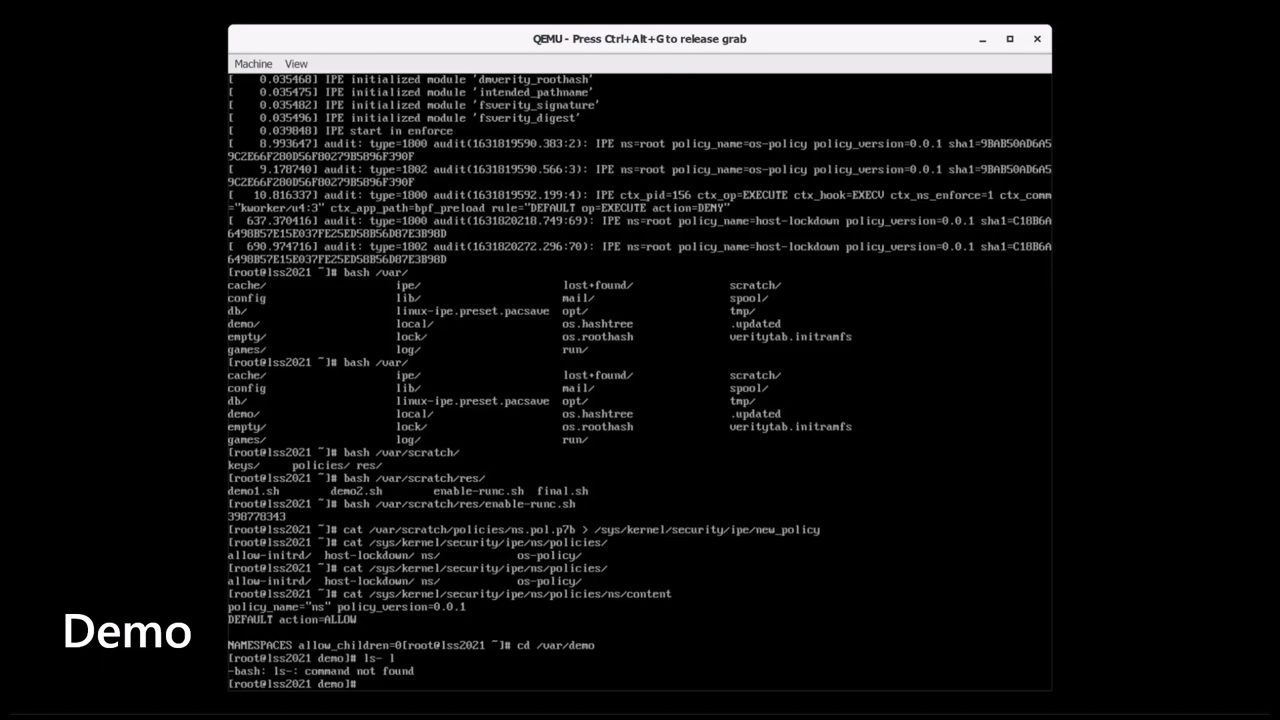 QEMU - Press Ctrl+Alt+G to release grab
Machine View
[    0.035468] IPE initialized module 'dmverity_roothash'
[    0.035475] IPE initialized module 'intended_pathname'
[    0.035482] IPE initialized module 'fsverity_signature'
[    0.035496] IPE initialized module 'fsverity_digest'
[    0.039848] IPE start in enforce
[    8.993647] audit: type=1800 audit(1631819590.383:2): IPE ns=root policy_name=os-policy policy_version=0.0.1 sha1=9BAB50AD6A5
9C2E66F280D56F80279B5896F390F
[    9.178740] audit: type=1802 audit(1631819590.566:3): IPE ns=root policy_name=os-policy policy_version=0.0.1 sha1=9BAB50AD6A5
9C2E66F280D56F80279B5896F390F
[   10.816337] audit: type=1800 audit(1631819592.199:4): IPE ctx_pid=156 ctx_op=EXECUTE ctx_hook=EXECV ctx_ns_enforce=1 ctx_comm
="kworker/u4:3" ctx_app_path=bpf_preload rule="DEFAULT op=EXECUTE action=DENY"
[  637.370416] audit: type=1800 audit(1631820218.749:69): IPE ns=root policy_name=host-lockdown policy_version=0.0.1 sha1=C18B6A
6498B57E15E037FE25ED58B56D87E3B98D
[  690.974716] audit: type=1802 audit(1631820272.296:70): IPE ns=root policy_name=host-lockdown policy_version=0.0.1 sha1=C18B6A
6498B57E15E037FE25ED58B56D87E3B98D
[root@lss2021 ~]# bash /var/
cache/ ipe/ lost+found/ scratch/
config lib/ mail/ spool/
db/ linux-ipe.preset.pacsave opt/ tmp/
demo/ local/ os.hashtree .updated
empty/ lock/ os.roothash veritytab.initramfs
games/ log/ run/
[root@lss2021 ~]# bash /var/
cache/ ipe/ lost+found/ scratch/
config lib/ mail/ spool/
db/ linux-ipe.preset.pacsave opt/ tmp/
demo/ local/ os.hashtree .updated
empty/ lock/ os.roothash veritytab.initramfs
games/ log/ run/
[root@lss2021 ~]# bash /var/scratch/
keys/ policies/ res/
[root@lss2021 ~]# bash /var/scratch/res/
demo1.sh demo2.sh enable-runc.sh final.sh
[root@lss2021 ~]# bash /var/scratch/res/enable-runc.sh
398778343
[root@lss2021 ~]# cat /var/scratch/policies/ns.pol.p7b > /sys/kernel/security/ipe/new_policy
[root@lss2021 ~]# cat /sys/kernel/security/ipe/ns/policies/
allow-initrd/ host-lockdown/ ns/ os-policy/
[root@lss2021 ~]# cat /sys/kernel/security/ipe/ns/policies/
allow-initrd/ host-lockdown/ ns/ os-policy/
[root@lss2021 ~]# cat /sys/kernel/security/ipe/ns/policies/ns/content
policy_name="ns" policy_version=0.0.1
DEFAULT action=ALLOW
NAMESPACES allow_children=0[root@lss2021 ~]# cd /var/demo
[root@lss2021 demo]# ls- l
-bash: ls-: command not found
[root@lss2021 demo]#
Demo